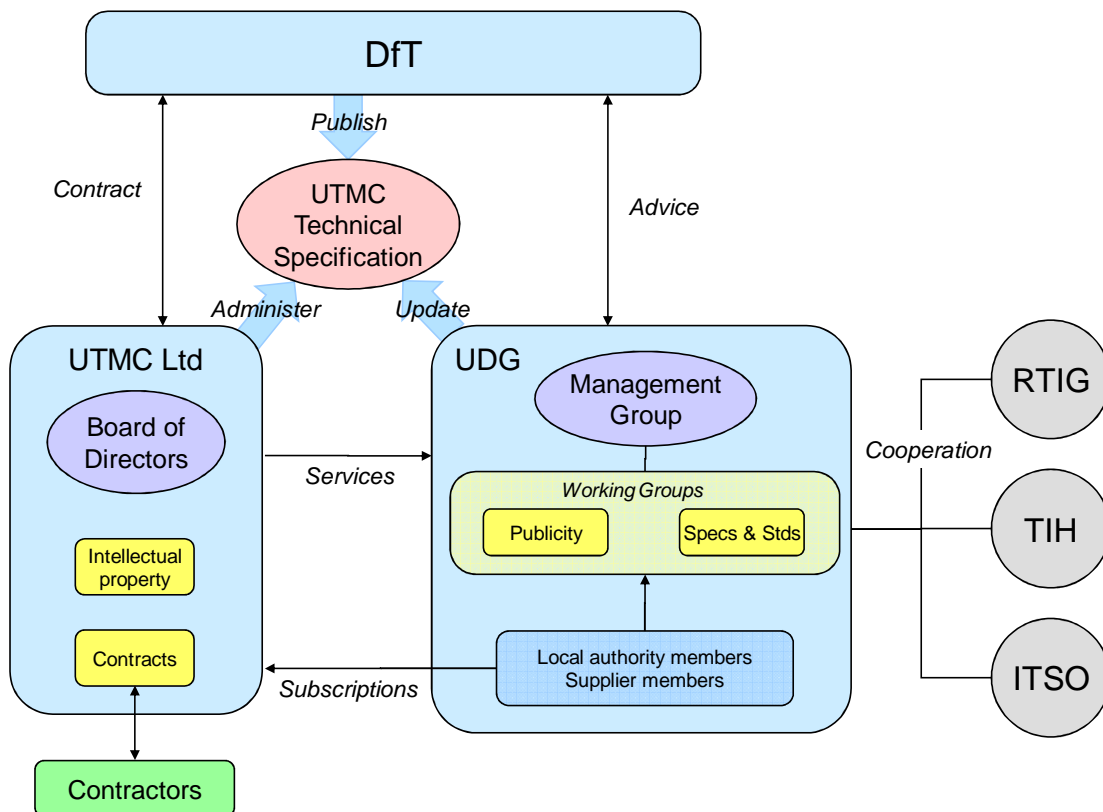 DfT
Publish
Contract
UTMC
Technical
Specification
Advice
Administer
Update
UTMC Ltd
Board of
Directors
Intellectual
property
Contracts
Contractors
Services
Subscriptions
UDG
Management
Group
Working Groups
Publicity
Specs & Stds
Local authority members
Supplier members
Cooperation
RTIG
TIH
ITSO